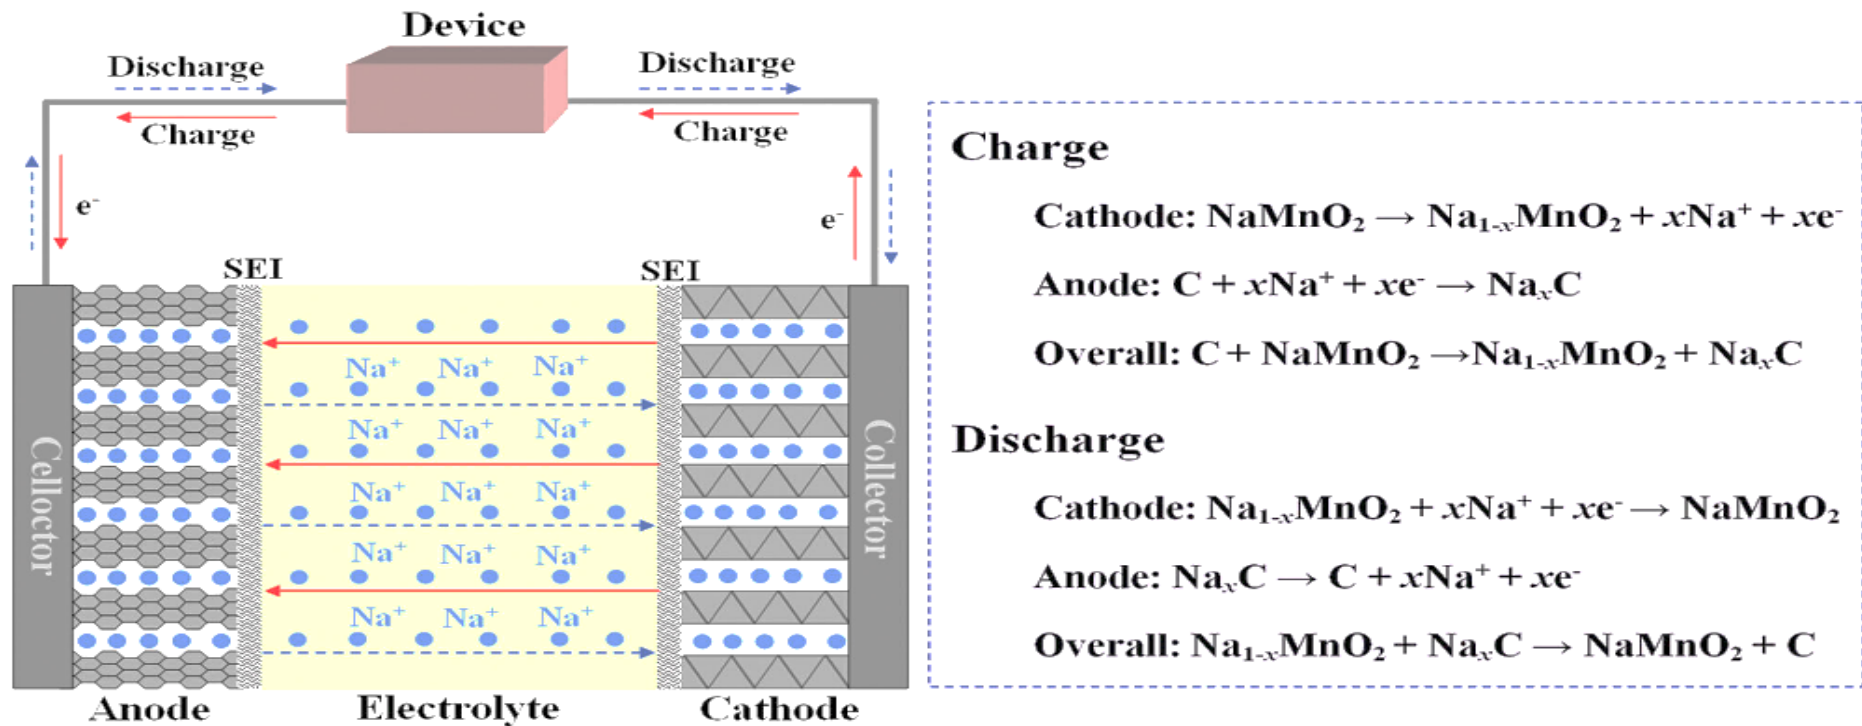 Device
Discharge
Discharge
Charge
Charge
e⁻
e⁻
SEI
SEI
Na⁺ Na⁺ Na⁺
Na⁺ Na⁺ Na⁺
Na⁺ Na⁺ Na⁺
Na⁺ Na⁺ Na⁺
Na⁺ Na⁺ Na⁺
Celloctor
Collector
Anode
Electrolyte
Cathode
Charge
Cathode: NaMnO₂ → Na₁₋ₓMnO₂ + xNa⁺ + xe⁻
Anode: C + xNa⁺ + xe⁻ → NaₓC
Overall: C + NaMnO₂ →Na₁₋ₓMnO₂ + NaₓC
Discharge
Cathode: Na₁₋ₓMnO₂ + xNa⁺ + xe⁻ → NaMnO₂
Anode: NaₓC → C + xNa⁺ + xe⁻
Overall: Na₁₋ₓMnO₂ + NaₓC → NaMnO₂ + C